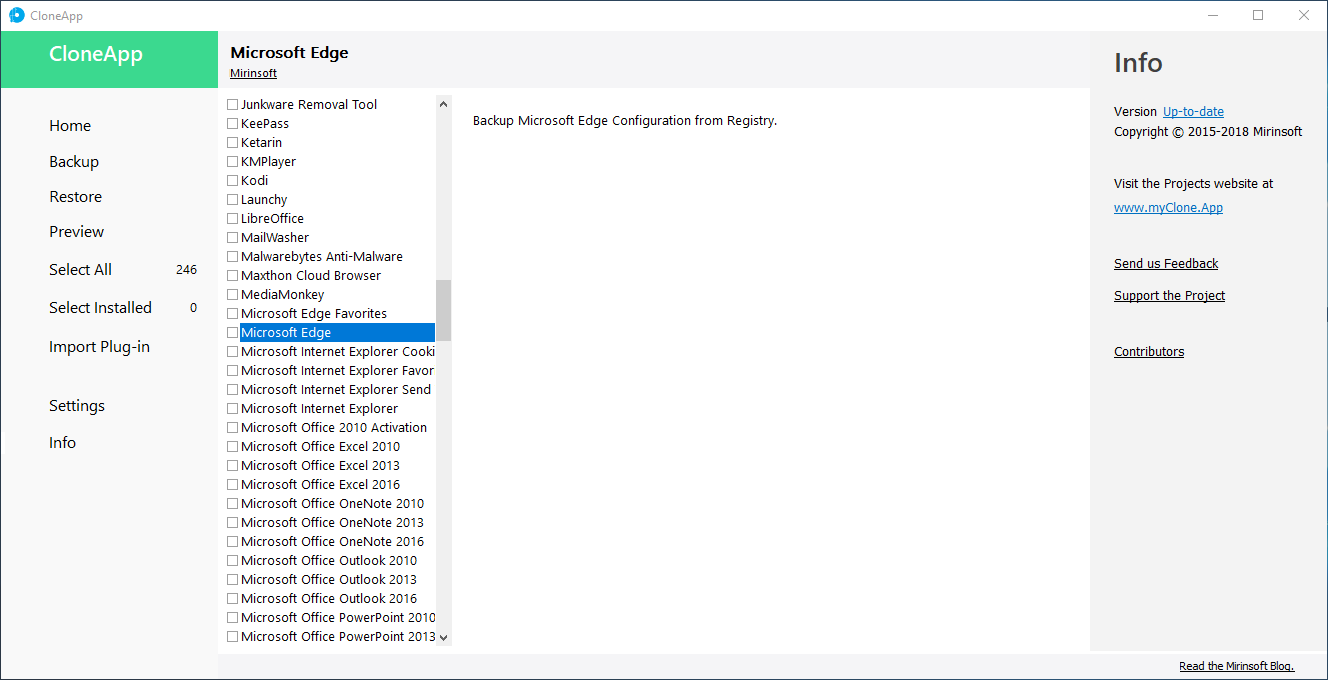 CloneApp
CloneApp
Home
Backup
Restore
Preview
Select All 246
Select Installed 0
Import Plug-in
Settings
Info
Microsoft Edge
Mirinsoft
Junkware Removal Tool
KeePass
Ketarin
KMPlayer
Kodi
Launchy
LibreOffice
MailWasher
Malwarebytes Anti-Malware
Maxthon Cloud Browser
MediaMonkey
Microsoft Edge Favorites
Microsoft Edge
Microsoft Internet Explorer Cooki
Microsoft Internet Explorer Favor
Microsoft Internet Explorer Send
Microsoft Internet Explorer
Microsoft Office 2010 Activation
Microsoft Office Excel 2010
Microsoft Office Excel 2013
Microsoft Office Excel 2016
Microsoft Office OneNote 2010
Microsoft Office OneNote 2013
Microsoft Office OneNote 2016
Microsoft Office Outlook 2010
Microsoft Office Outlook 2013
Microsoft Office Outlook 2016
Microsoft Office PowerPoint 2010
Microsoft Office PowerPoint 2013
Backup Microsoft Edge Configuration from Registry.
Info
Version Up-to-date
Copyright © 2015-2018 Mirinsoft
Visit the Projects website at
www.myClone.App
Send us Feedback
Support the Project
Contributors
Read the Mirinsoft Blog.